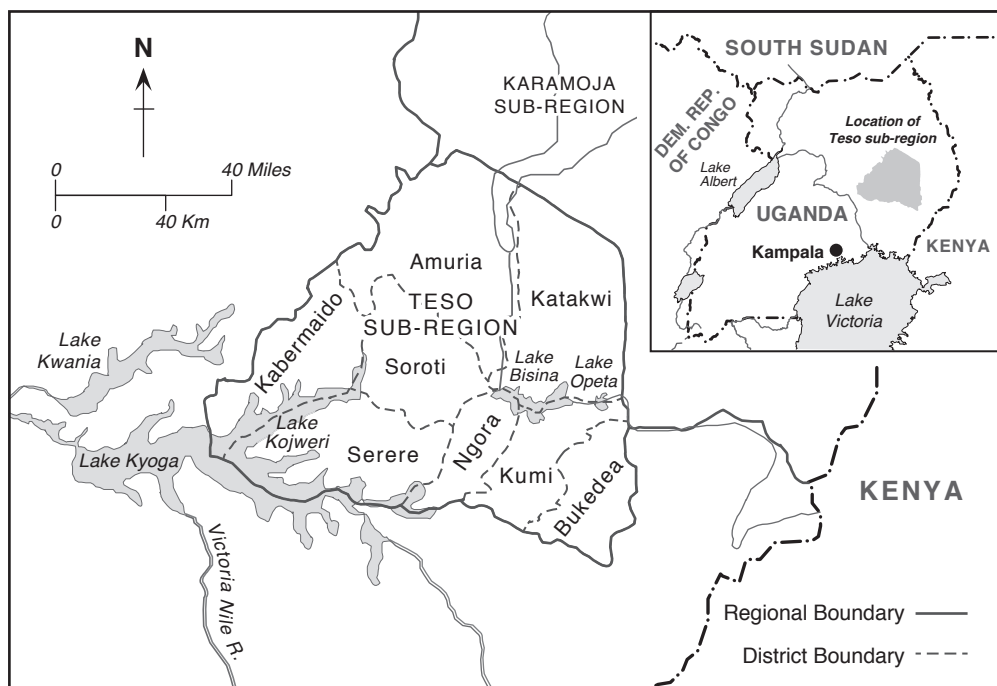 N
0 40 Miles
0 40 Km
KARAMOJA
SUB-REGION
Amuria
TESO
SUB-REGION
Katakwi
Kabermaido
Soroti
Lake
Kwania
Lake
Bisina
Lake
Opeta
Lake
Kojweri
Lake Kyoga
Serere
Ngora
Kumi
Bukedea
Victoria Nile R.
KENYA
Regional Boundary
District Boundary
SOUTH SUDAN
DEM. REP.
OF CONGO
Location of
Teso sub-region
Lake
Albert
UGANDA
Kampala
KENYA
Lake
Victoria